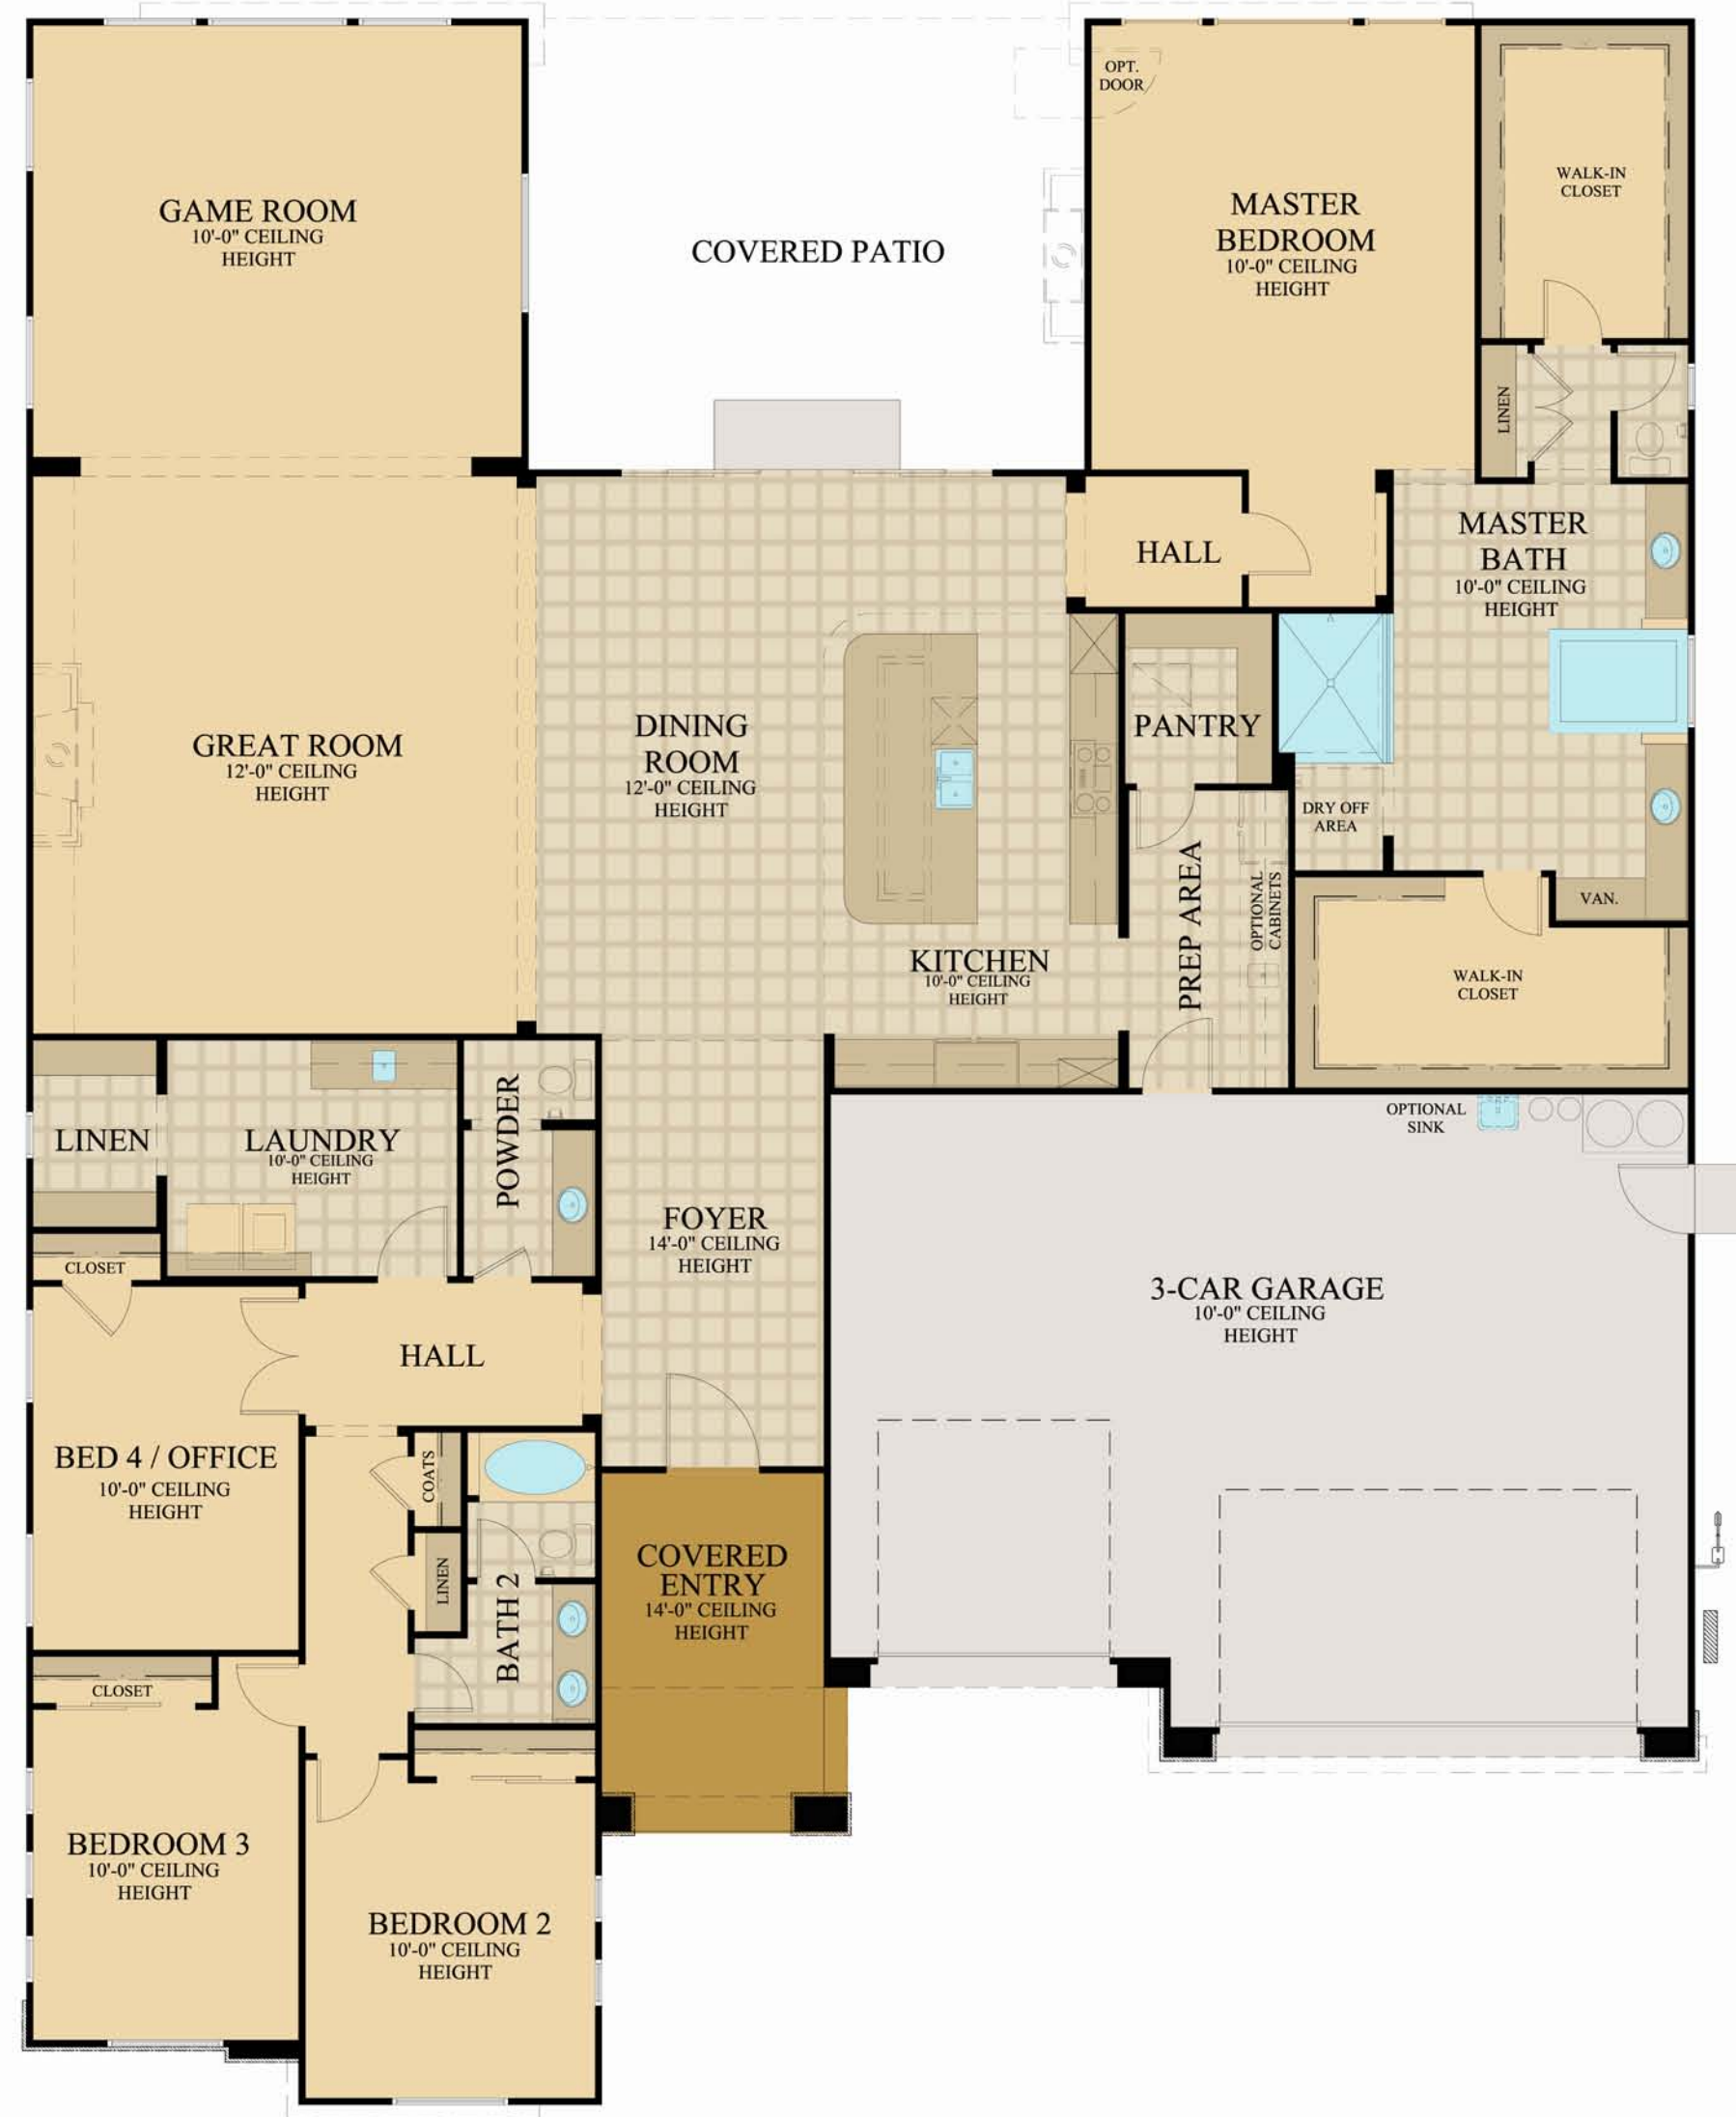 OPT.
DOOR
WALK-IN
CLOSET
GAME ROOM
10'-0" CEILING
HEIGHT
COVERED PATIO
MASTER
BEDROOM
10'-0" CEILING
HEIGHT
LINEN
MASTER
BATH
10'-0" CEILING
HEIGHT
HALL
GREAT ROOM
12'-0" CEILING
HEIGHT
DINING
ROOM
12'-0" CEILING
HEIGHT
PANTRY
DRY OFF
AREA
PREP AREA
OPTIONAL
CABINETS
VAN.
KITCHEN
10'-0" CEILING
HEIGHT
WALK-IN
CLOSET
LINEN
LAUNDRY
10'-0" CEILING
HEIGHT
POWDER
OPTIONAL
SINK
FOYER
14'-0" CEILING
HEIGHT
CLOSET
3-CAR GARAGE
10'-0" CEILING
HEIGHT
HALL
BED 4 / OFFICE
10'-0" CEILING
HEIGHT
COATS
LINEN
BATH 2
COVERED
ENTRY
14'-0" CEILING
HEIGHT
CLOSET
BEDROOM 3
10'-0" CEILING
HEIGHT
BEDROOM 2
10'-0" CEILING
HEIGHT